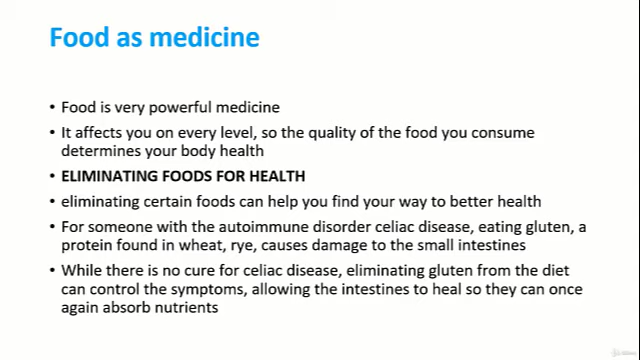 Food as medicine
• Food is very powerful medicine
• It affects you on every level, so the quality of the food you consume
determines your body health
• ELIMINATING FOODS FOR HEALTH
• eliminating certain foods can help you find your way to better health
• For someone with the autoimmune disorder celiac disease, eating gluten, a
protein found in wheat, rye, causes damage to the small intestines
• While there is no cure for celiac disease, eliminating gluten from the diet
can control the symptoms, allowing the intestines to heal so they can once
again absorb nutrients